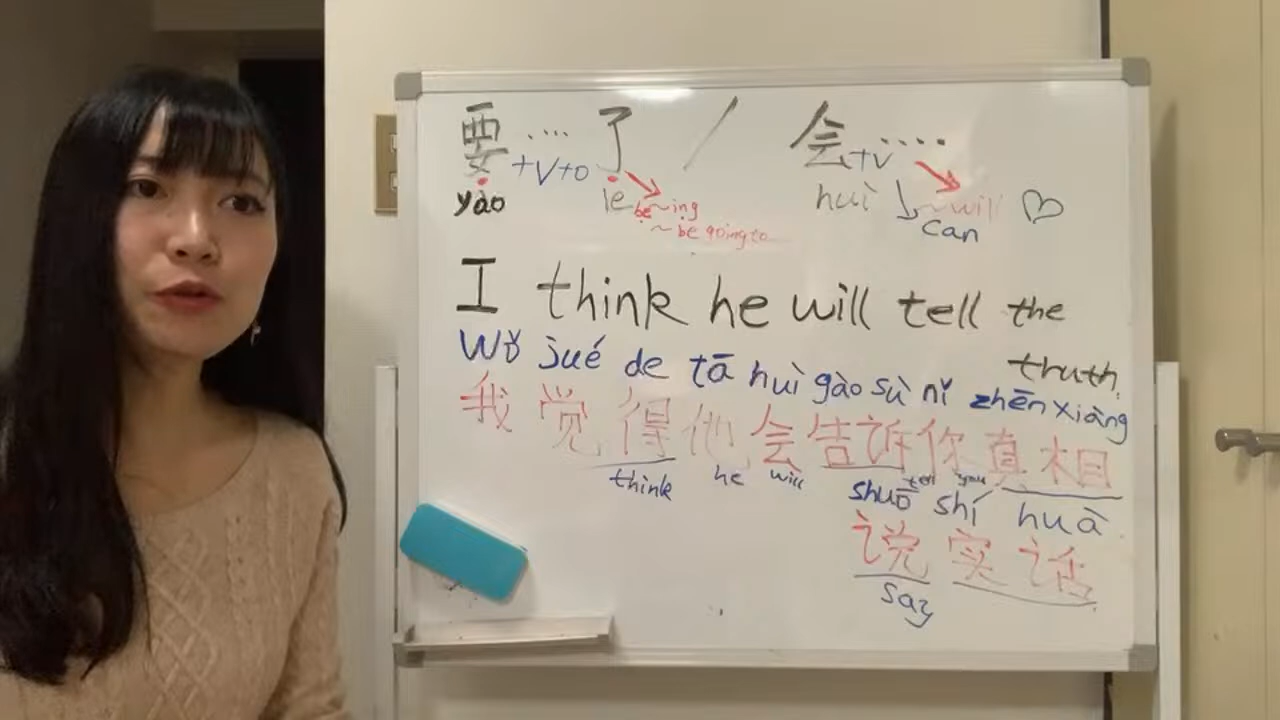 要 .... 了 / 会 .....
+V+o +V
yào le huì ~will ♡
be~ing can
~be going to
I think he will tell the
truth.
Wǒ jué de tā huì gào sù nǐ zhēn xiàng
我觉得他会告诉你真相
think he will tell you
shuō shí huà
说实话
say